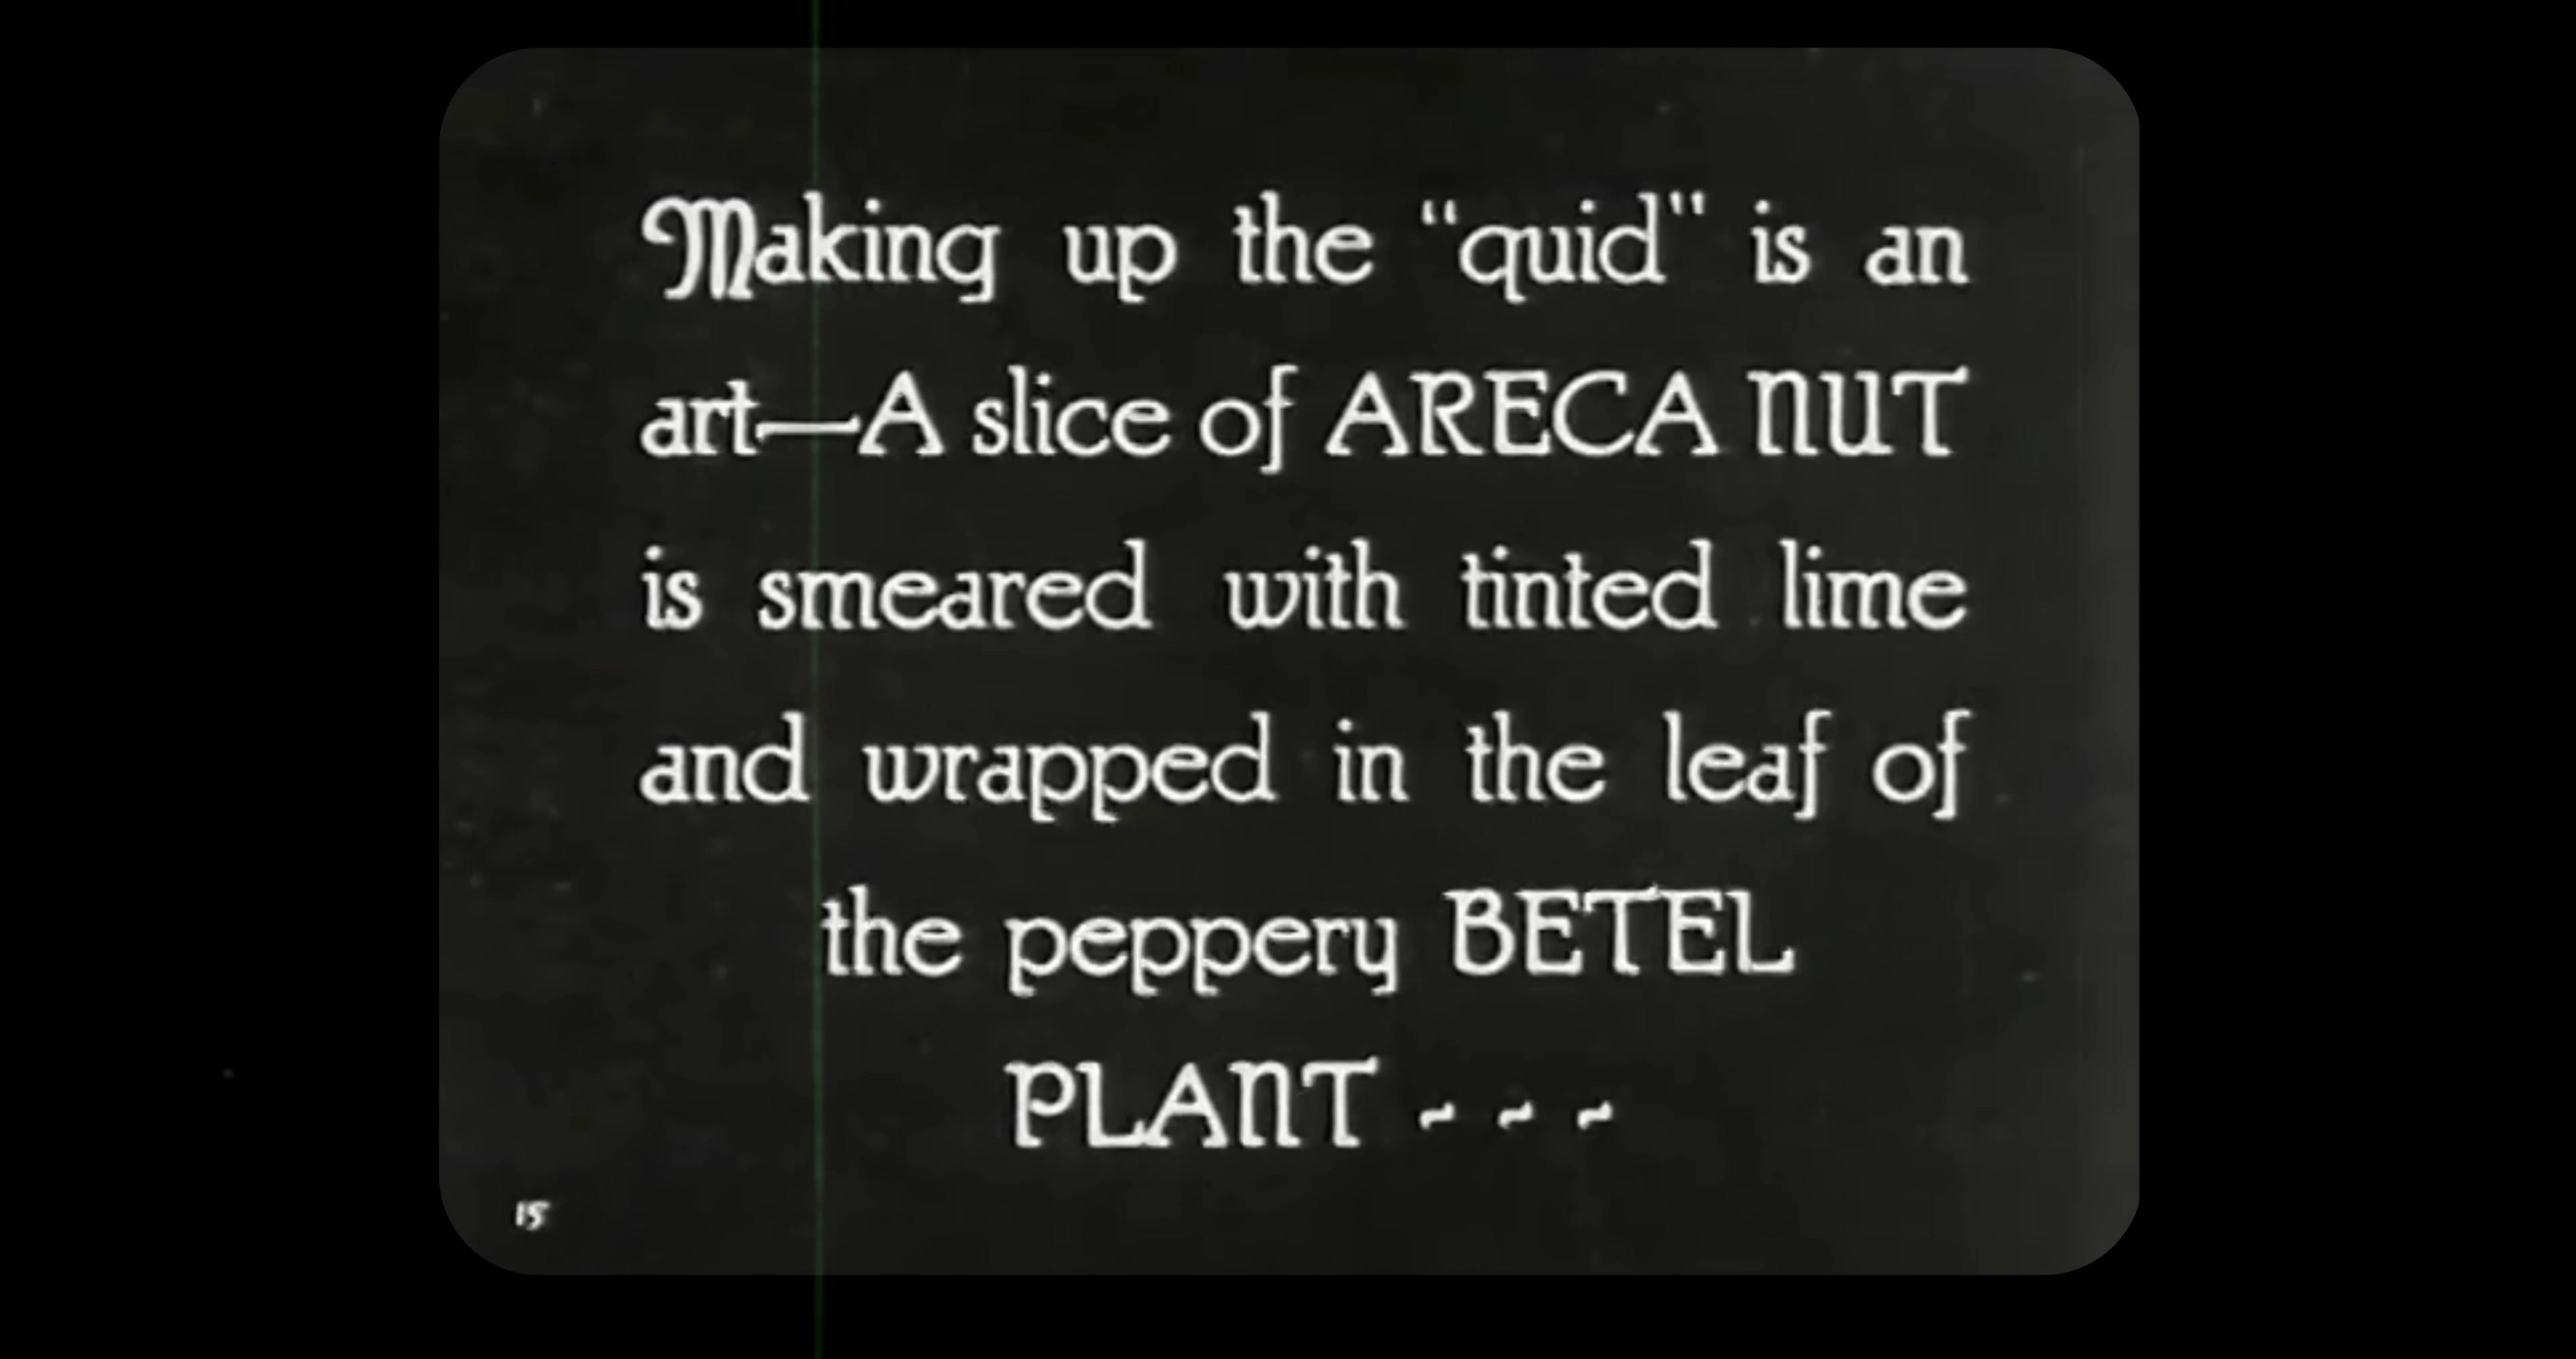 Making up the “quid” is an
art—A slice of ARECA NUT
is smeared with tinted lime
and wrapped in the leaf of
the peppery BETEL
PLANT - - -
15